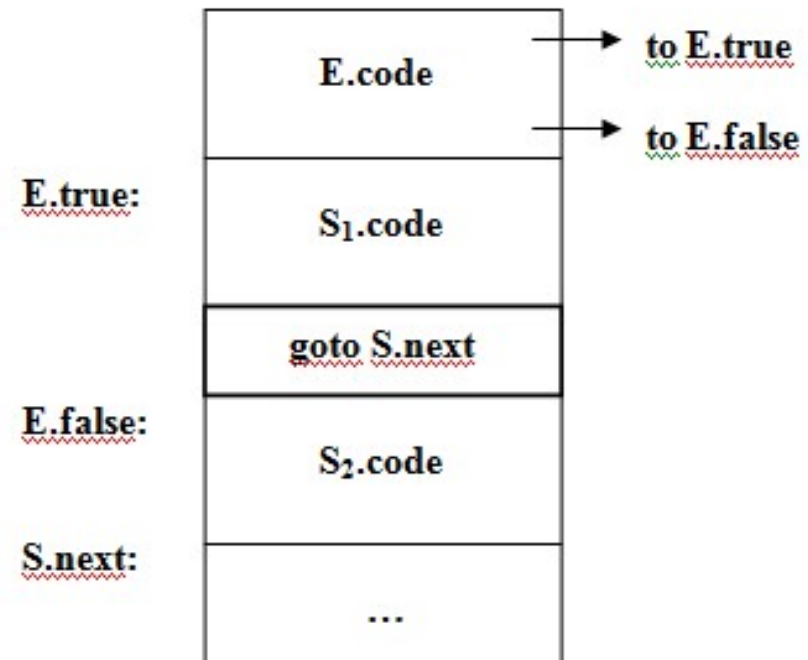 E.code
to E.true
to E.false
E.true:
S₁.code
goto S.next
E.false:
S₂.code
S.next:
...